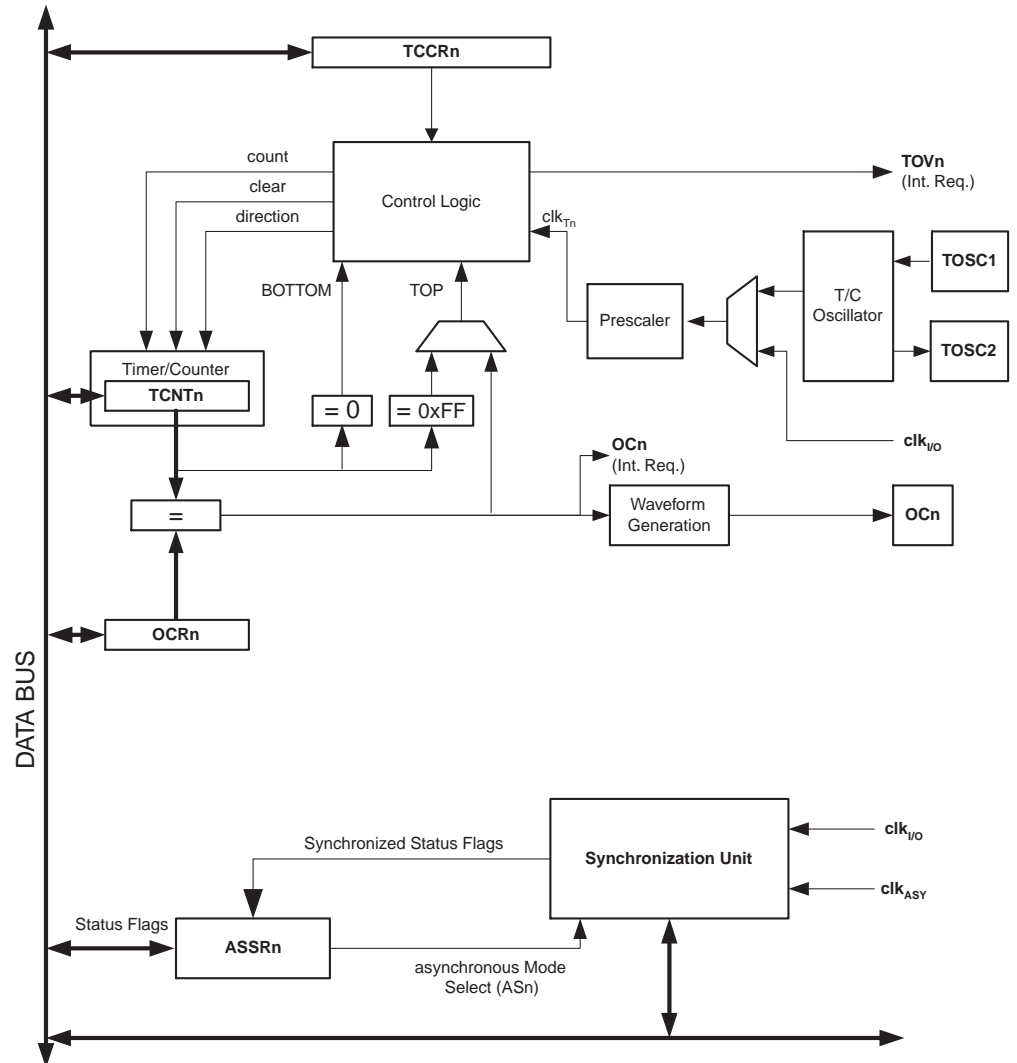 TCCRn
count
clear
direction
Control Logic
TOVn
(Int. Req.)
clkTn
BOTTOM
TOP
TOSC1
T/C
Oscillator
TOSC2
Prescaler
Timer/Counter
TCNTn
= 0
= 0xFF
clkI/O
OCn
(Int. Req.)
=
Waveform
Generation
OCn
OCRn
DATA BUS
Synchronized Status Flags
Synchronization Unit
clkI/O
clkASY
Status Flags
ASSRn
asynchronous Mode
Select (ASn)